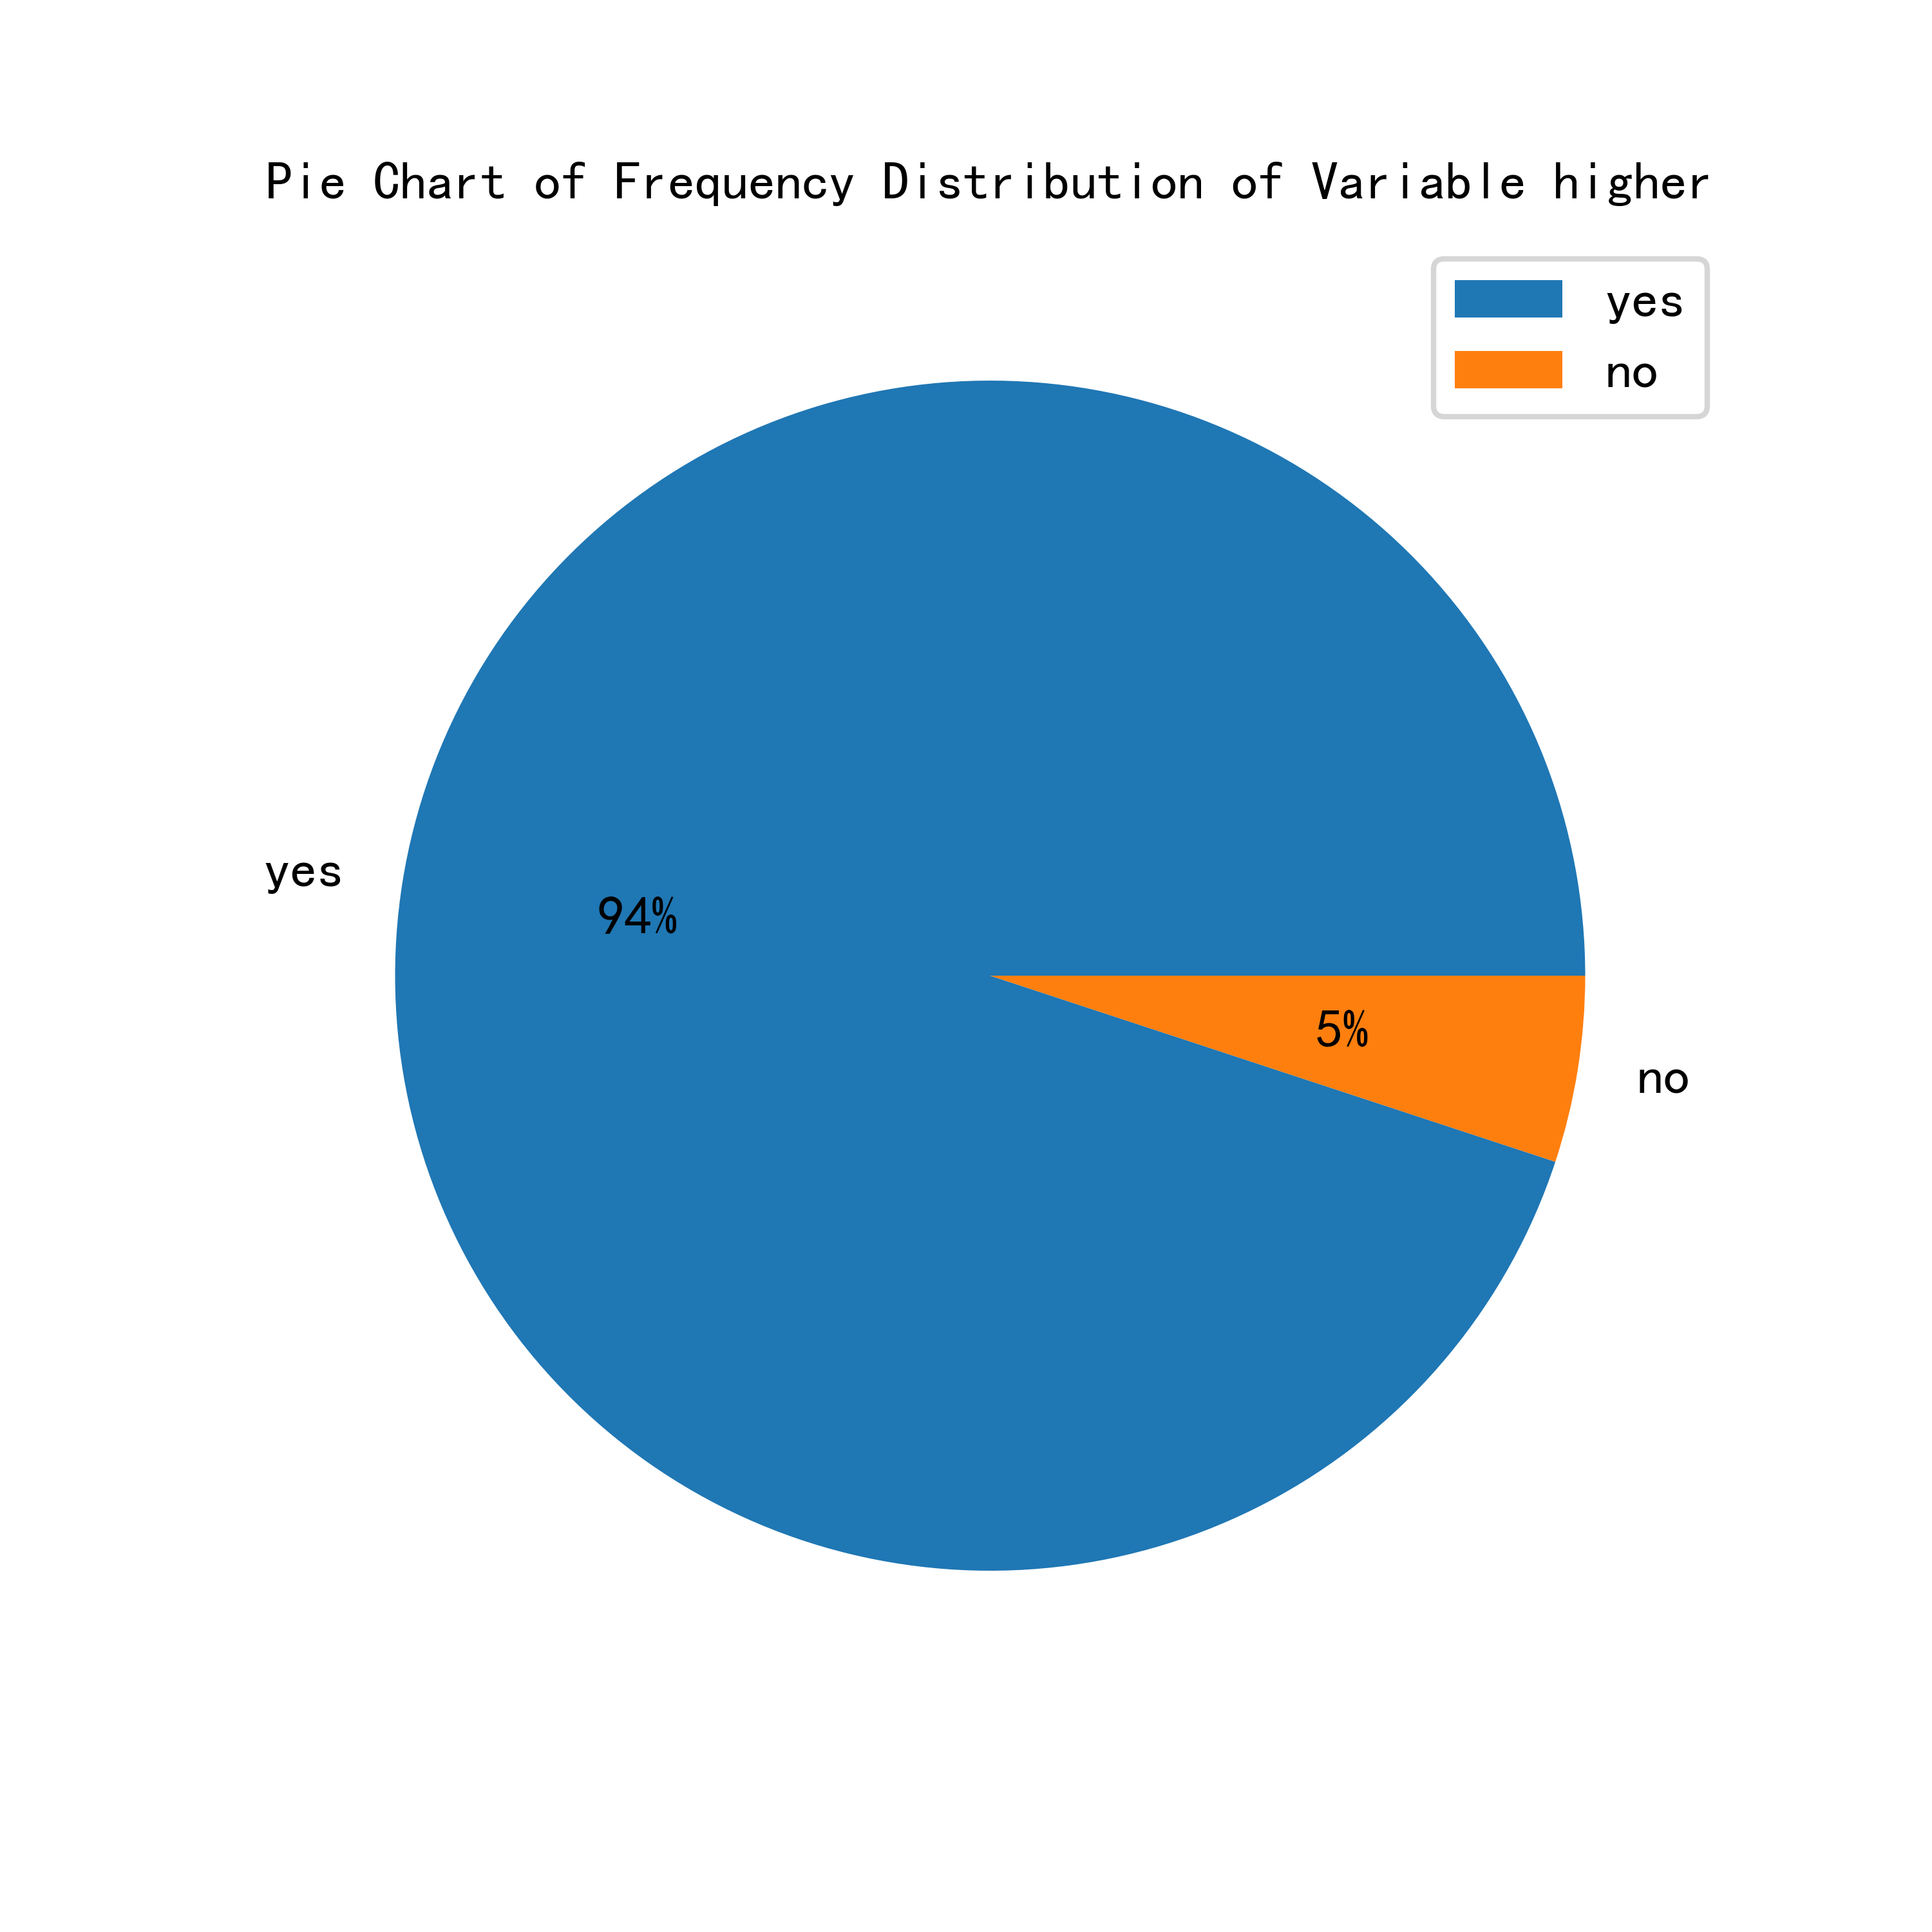 Pie Chart of Frequency Distribution of Variable higher
yes
no
yes
94%
5%
no